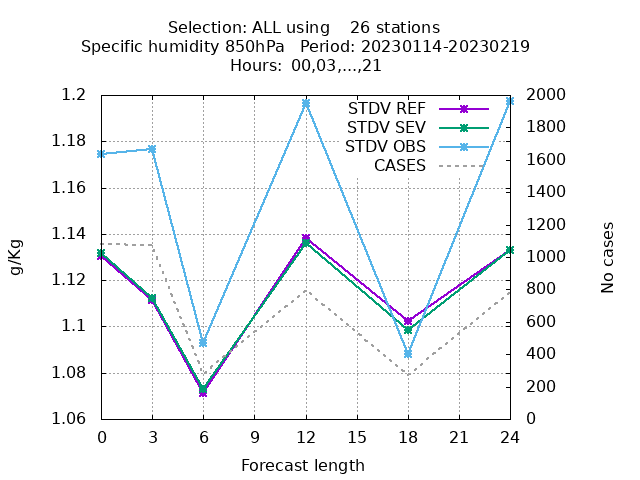 Selection: ALL using    26 stations
Specific humidity 850hPa   Period: 20230114-20230219
Hours:  00,03,...,21
STDV REF
STDV SEV
STDV OBS
CASES
1.2
1.18
1.16
1.14
1.12
1.1
1.08
1.06
2000
1800
1600
1400
1200
1000
800
600
400
200
0
g/Kg
No cases
0 3 6 9 12 15 18 21 24
Forecast length